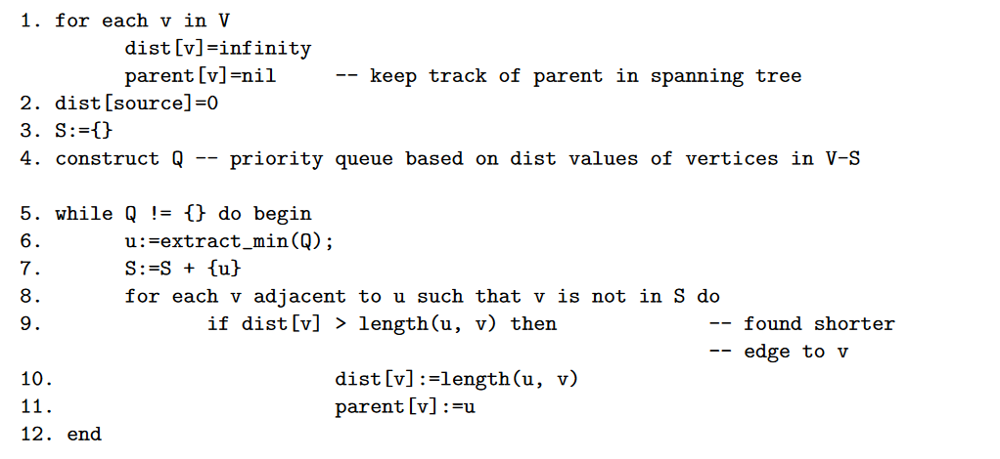 1. for each v in V
dist[v]=infinity
parent[v]=nil -- keep track of parent in spanning tree
2. dist[source]=0
3. S:={}
4. construct Q -- priority queue based on dist values of vertices in V-S
5. while Q != {} do begin
6. u:=extract_min(Q);
7. S:=S + {u}
8. for each v adjacent to u such that v is not in S do
9. if dist[v] > length(u, v) then -- found shorter
-- edge to v
10. dist[v]:=length(u, v)
11. parent[v]:=u
12. end